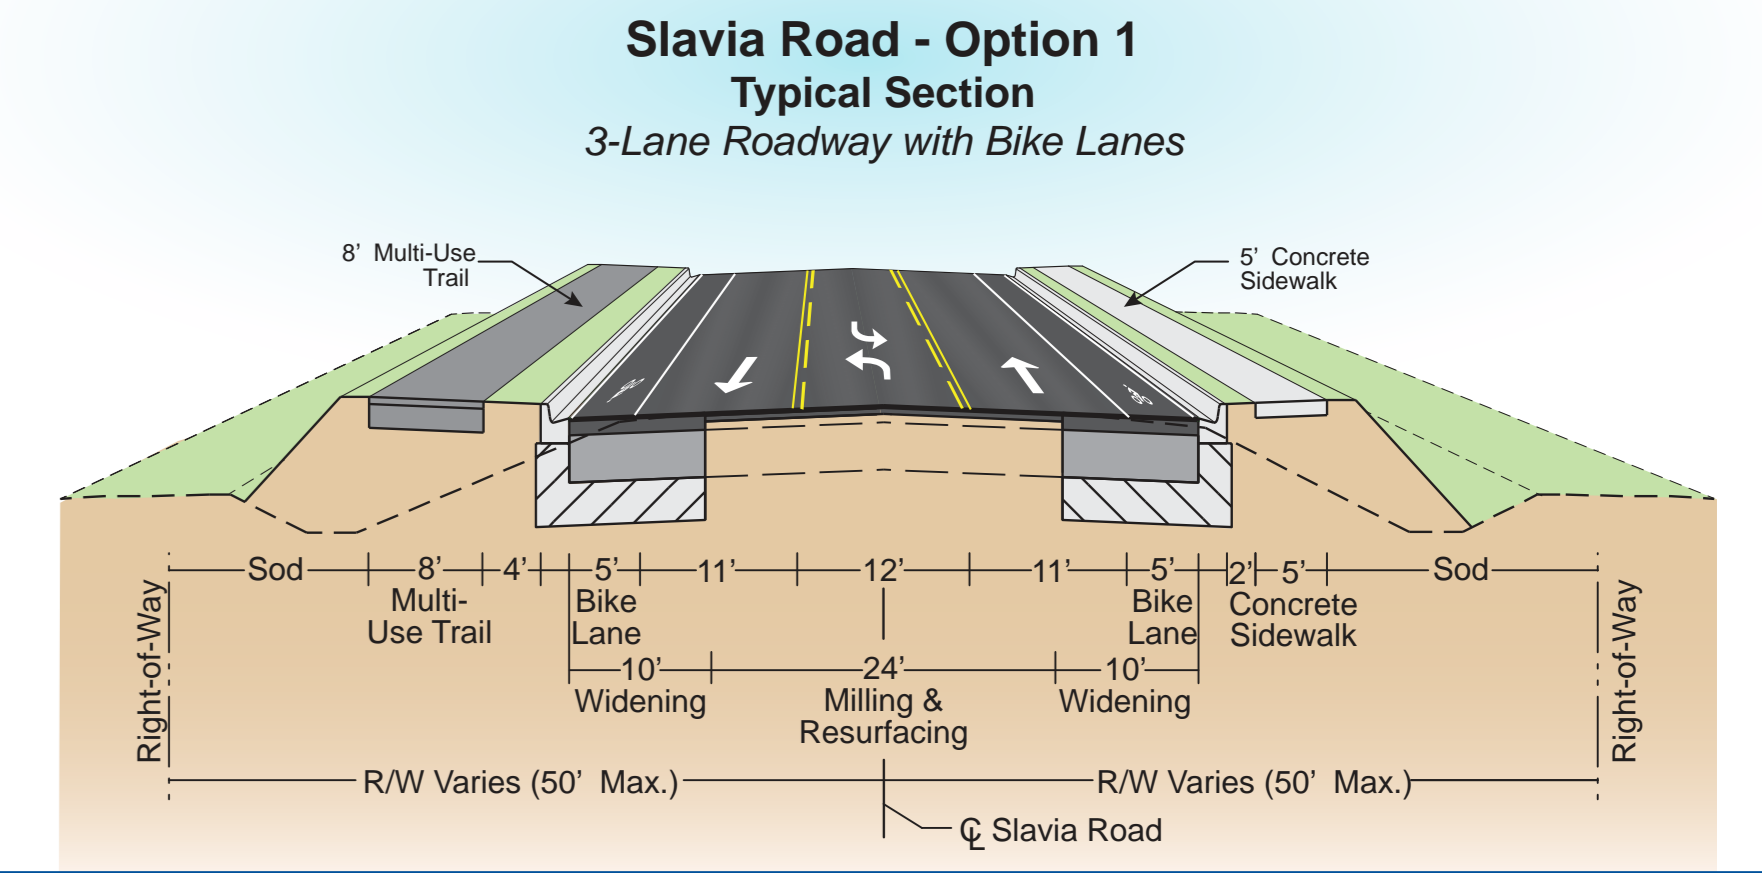 Slavia Road - Option 1
Typical Section
3-Lane Roadway with Bike Lanes
8’ Multi-Use
Trail
5’ Concrete
Sidewalk
Sod 8’ 4’ 5’ 11’ 12’ 11’ 5’ 2’ 5’ Sod
Multi-
Use Trail
Bike
Lane
Bike
Lane
Concrete
Sidewalk
10’ 24’ 10’
Widening
Milling &
Resurfacing
Widening
Right-of-Way
Right-of-Way
R/W Varies (50’ Max.) R/W Varies (50’ Max.)
℄ Slavia Road